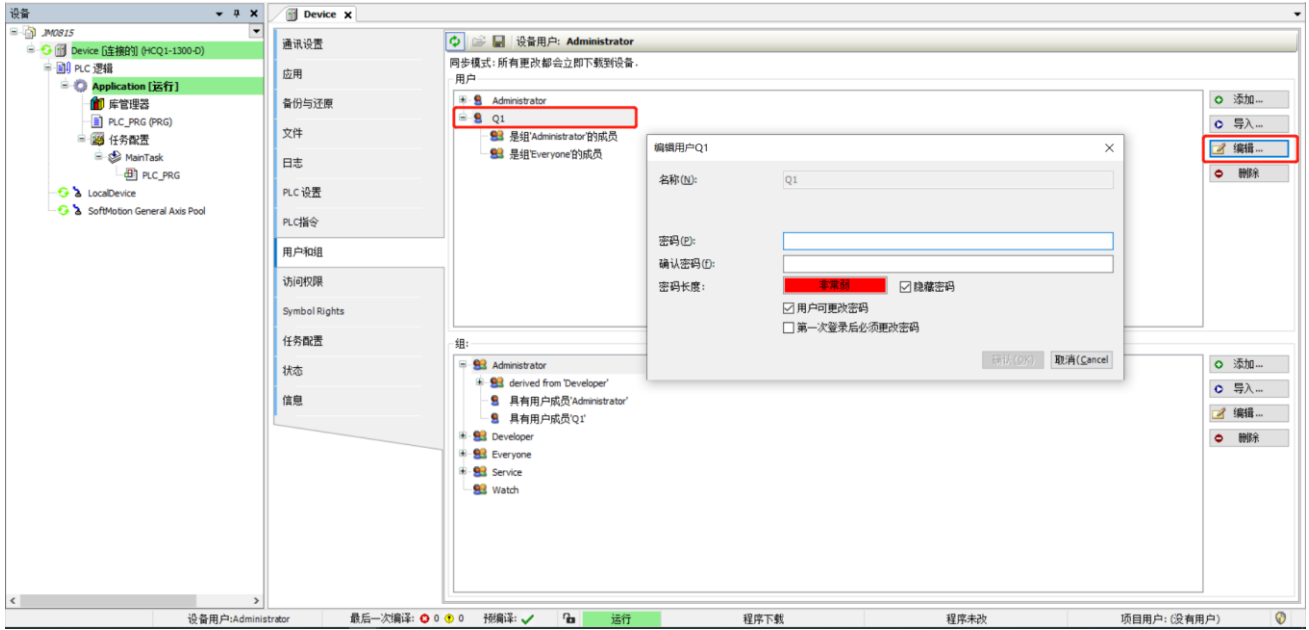 设备
JM0815
Device [连接的] (HCQ1-1300-D)
PLC 逻辑
Application [运行]
库管理器
PLC_PRG (PRG)
任务配置
MainTask
PLC_PRG
LocalDevice
SoftMotion General Axis Pool
Device
通讯设置
应用
备份与还原
文件
日志
PLC 设置
PLC指令
用户和组
访问权限
Symbol Rights
任务配置
状态
信息
设备用户: Administrator
同步模式:所有更改都会立即下载到设备.
用户
Administrator
Q1
是组'Administrator'的成员
是组'Everyone'的成员
添加...
导入...
编辑...
删除
编辑用户Q1
名称(N):
Q1
密码(P):
确认密码(f):
密码长度:
非常弱
隐藏密码
用户可更改密码
第一次登录后必须更改密码
确认(OK)
取消(Cancel
组:
Administrator
derived from 'Developer'
具有用户成员'Administrator'
具有用户成员'Q1'
Developer
Everyone
Service
Watch
添加...
导入...
编辑...
删除
设备用户:Administrator
最后一次编译: 0 0
预编译:
运行
程序下载
程序未改
项目用户: (没有用户)